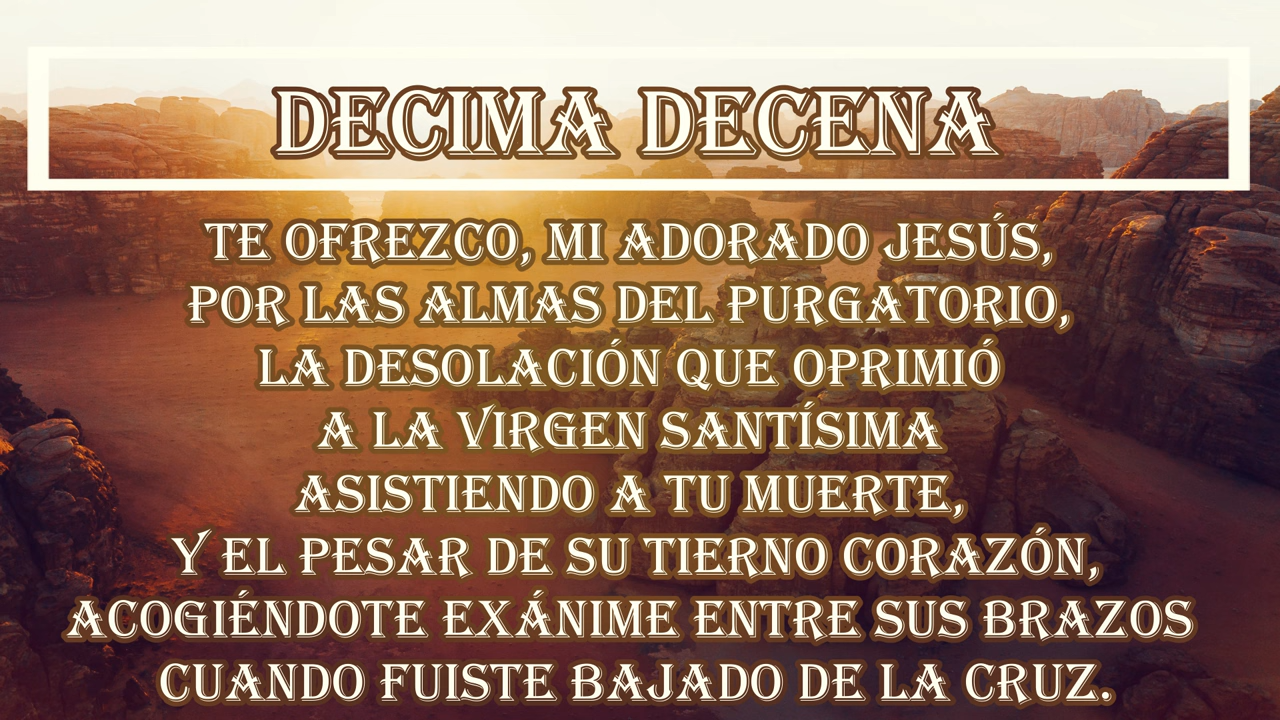 DECIMA DECENA
TE OFREZCO, MI ADORADO JESÚS,
POR LAS ALMAS DEL PURGATORIO,
LA DESOLACIÓN QUE OPRIMIÓ
A LA VIRGEN SANTÍSIMA
ASISTIENDO A TU MUERTE,
Y EL PESAR DE SU TIERNO CORAZÓN,
ACOGIÉNDOTE EXÁNIME ENTRE SUS BRAZOS
CUANDO FUISTE BAJADO DE LA CRUZ.